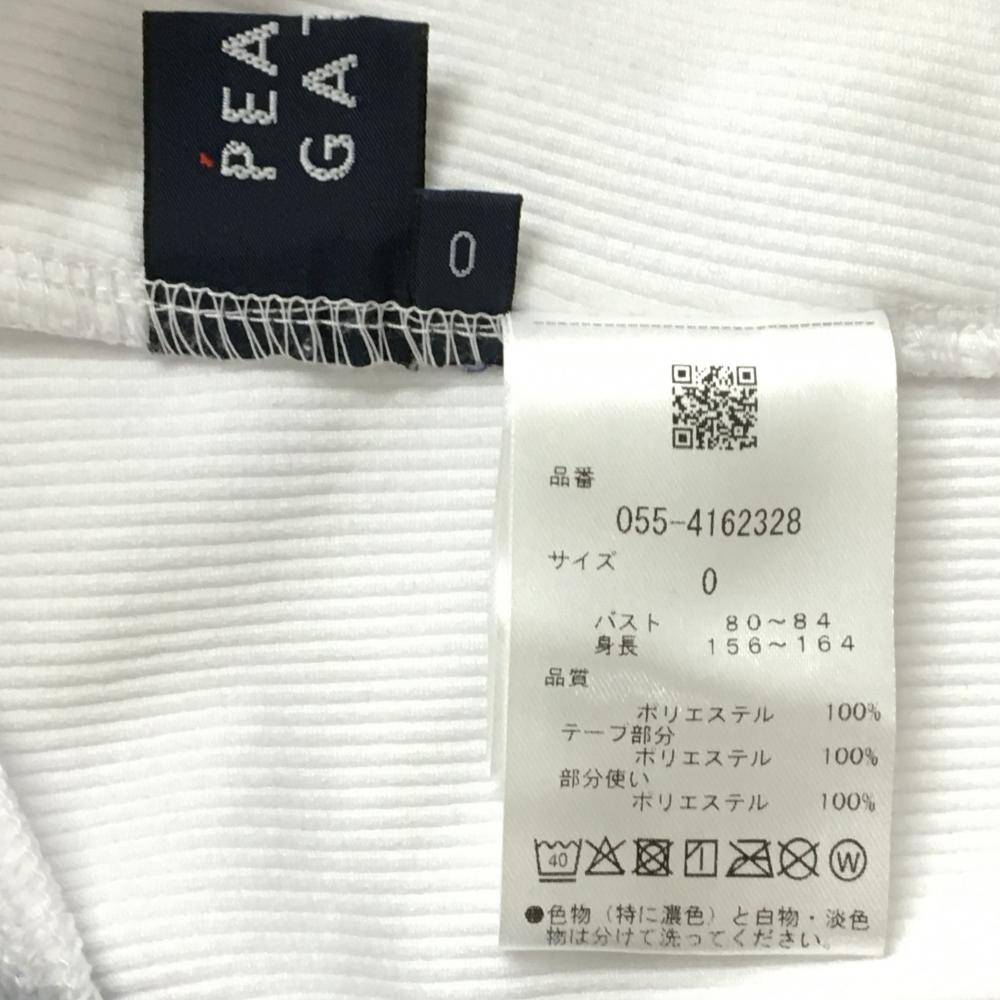 PEA
GA
0
品番
055-4162328
サイズ
0
バスト 80~84
身長 156~164
品質
ポリエステル 100%
テープ部分
ポリエステル 100%
部分使い
ポリエステル 100%
40
W
●色物（特に濃色）と白物・淡色
物は分けて洗ってください。